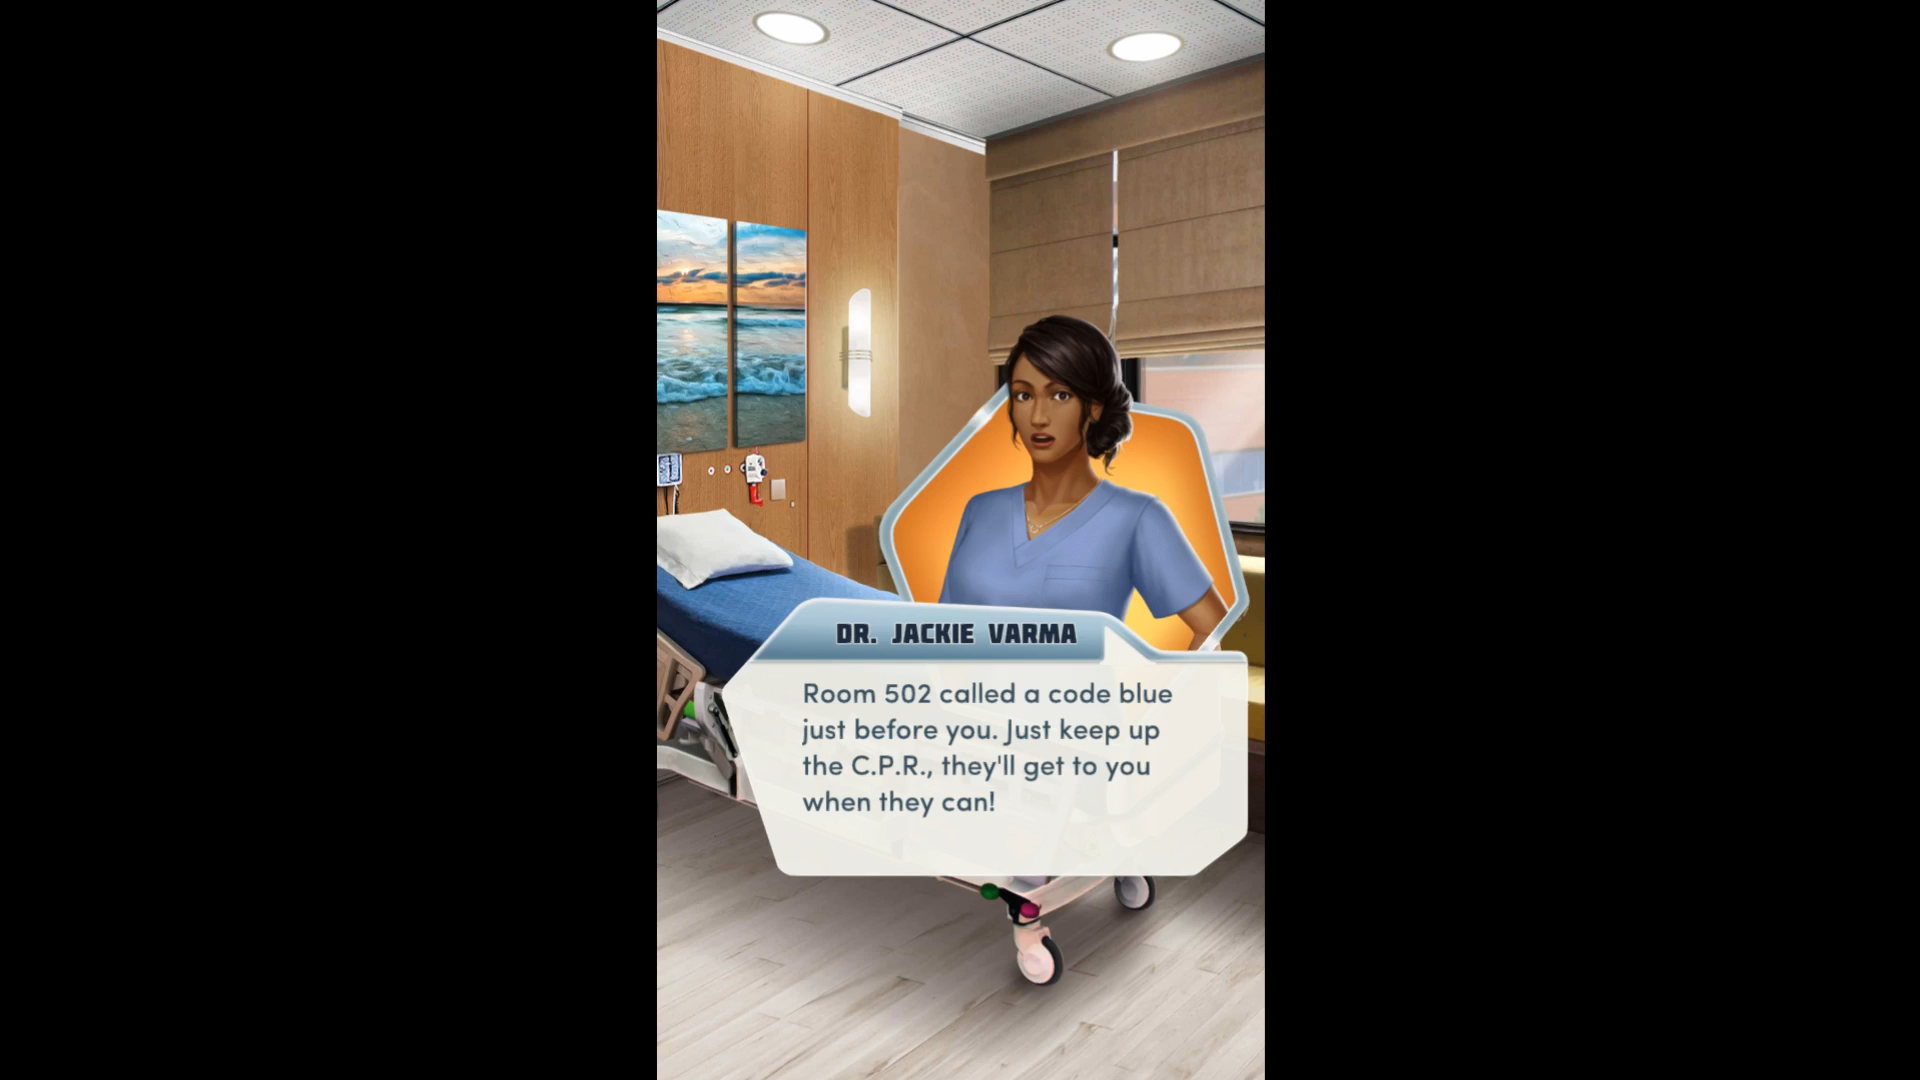 DR. JACKIE VARMA
Room 502 called a code blue
just before you. Just keep up
the C.P.R., they'll get to you
when they can!